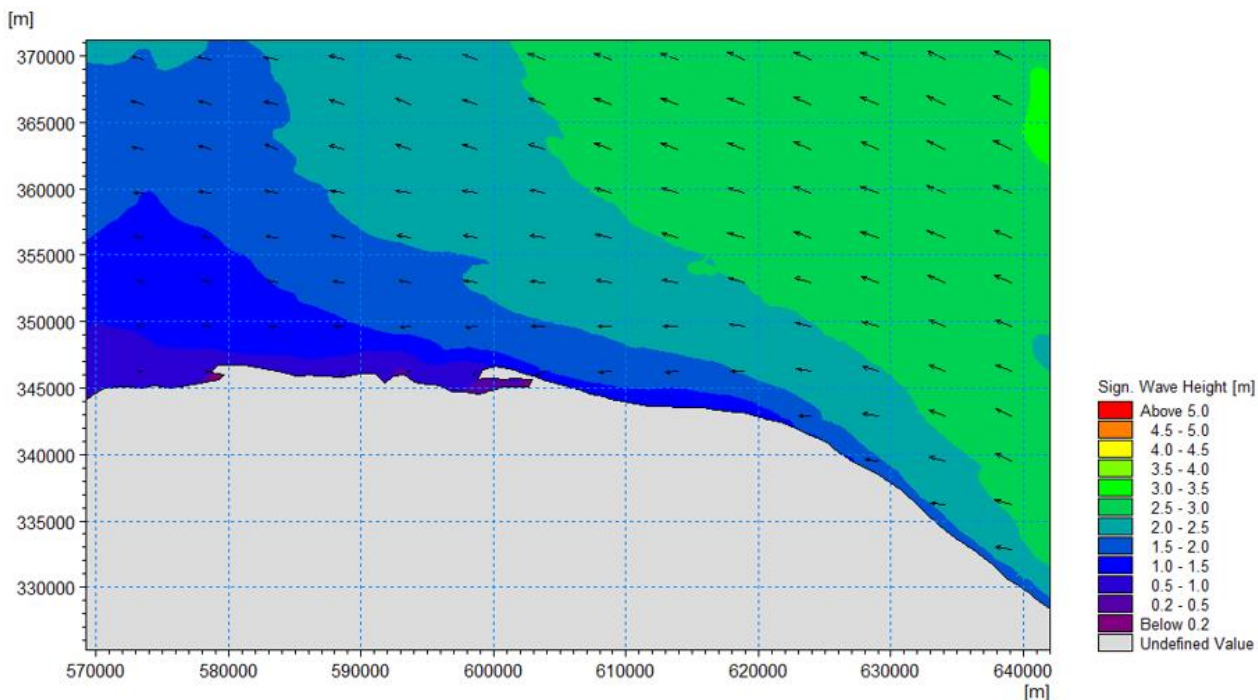 [m]
370000
365000
360000
355000
350000
345000
340000
335000
330000
570000 580000 590000 600000 610000 620000 630000 640000
[m]
Sign. Wave Height [m]
Above 5.0
4.5 - 5.0
4.0 - 4.5
3.5 - 4.0
3.0 - 3.5
2.5 - 3.0
2.0 - 2.5
1.5 - 2.0
1.0 - 1.5
0.5 - 1.0
0.2 - 0.5
Below 0.2
Undefined Value